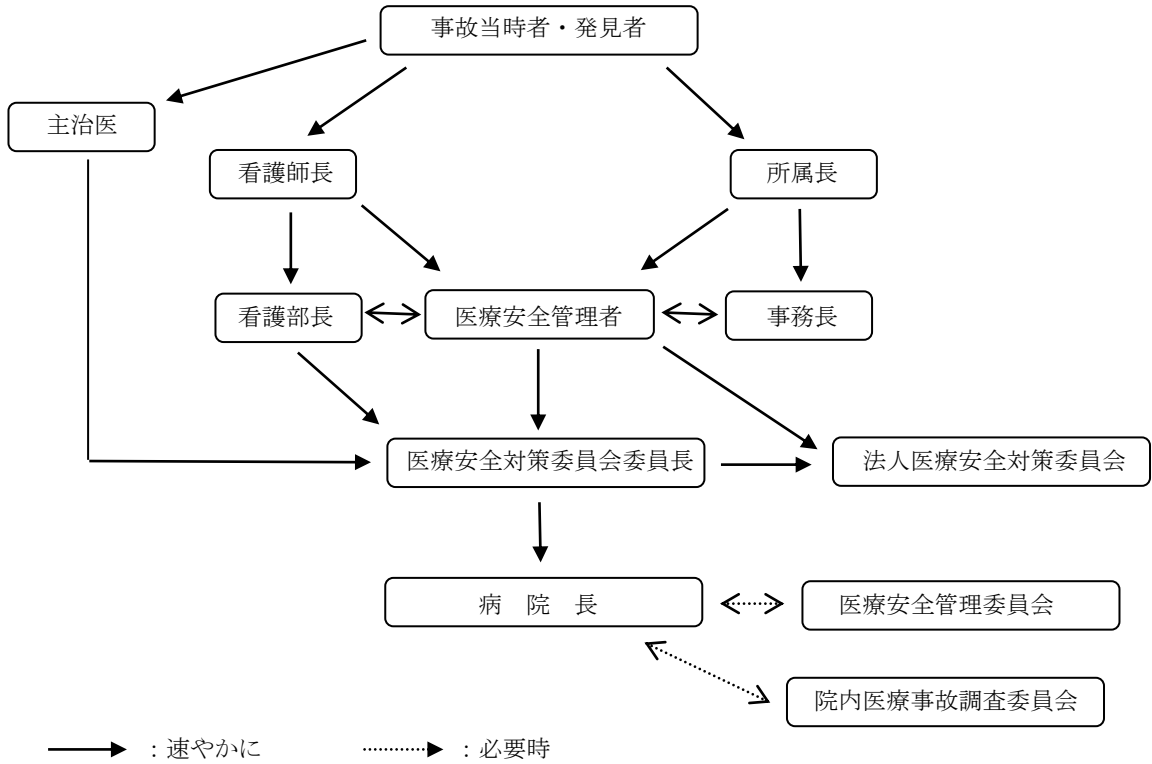 事故当時者・発見者
主治医
看護師長
所属長
看護部長
医療安全管理者
事務長
医療安全対策委員会委員長
法人医療安全対策委員会
病　院　長
医療安全管理委員会
院内医療事故調査委員会
：速やかに
：必要時